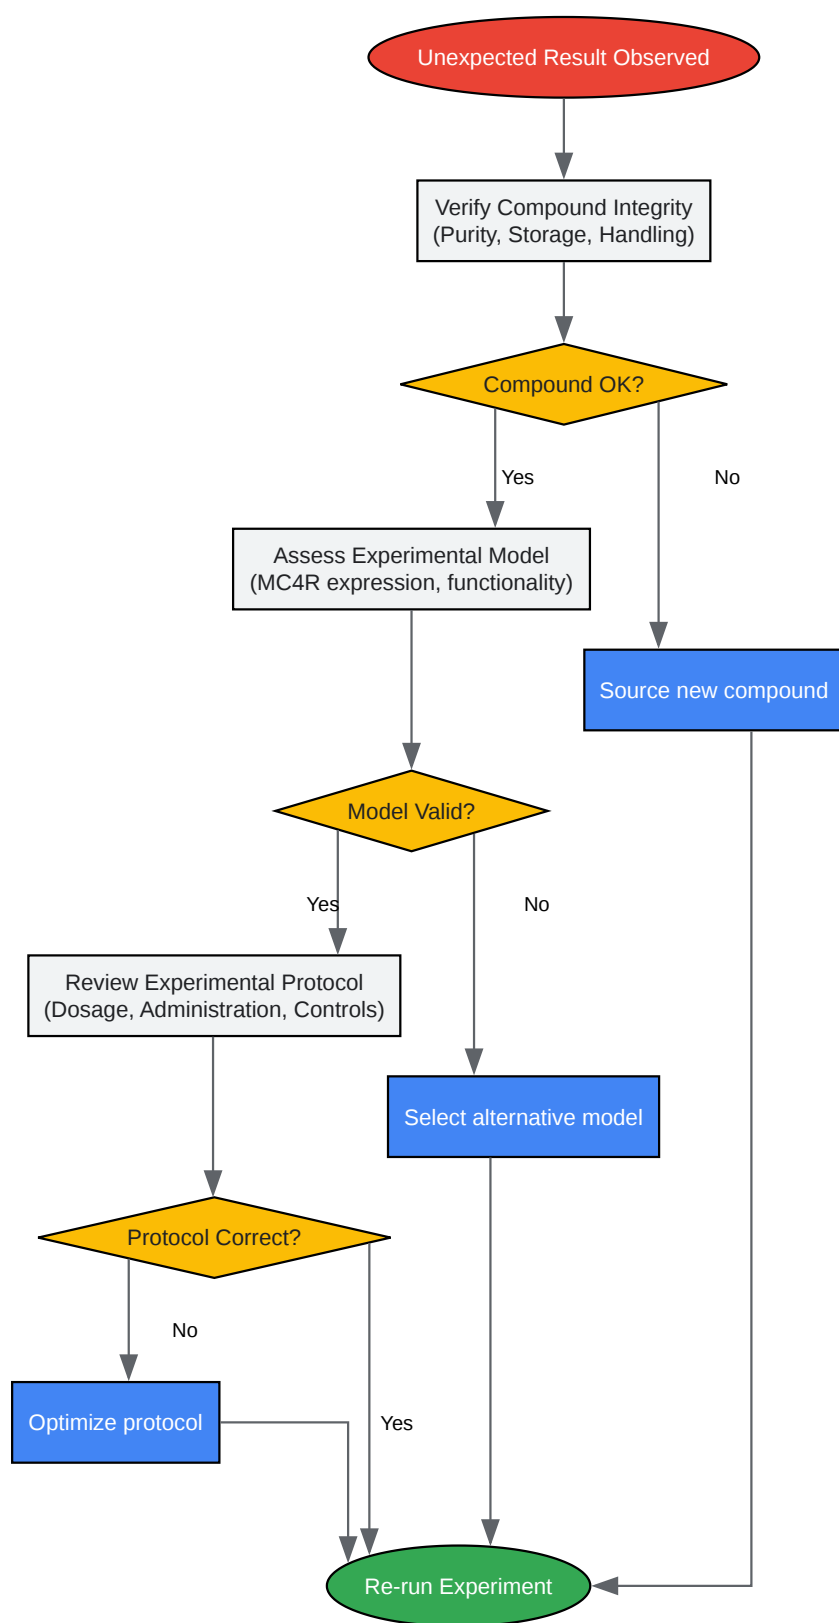 Unexpected Result Observed
Verify Compound Integrity
(Purity, Storage, Handling)
Compound OK?
Yes
No
Assess Experimental Model
(MC4R expression, functionality)
Source new compound
Model Valid?
Yes
No
Review Experimental Protocol
(Dosage, Administration, Controls)
Select alternative model
Protocol Correct?
No
Optimize protocol
Yes
Re-run Experiment